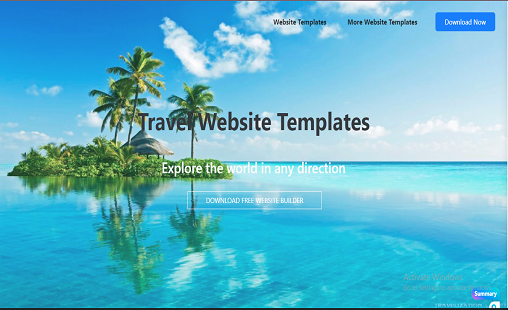 Website Templates
More Website Templates
Download Now
Travel Website Templates
Explore the world in any direction
DOWNLOAD FREE WEBSITE BUILDER
Activate Windows
Summary